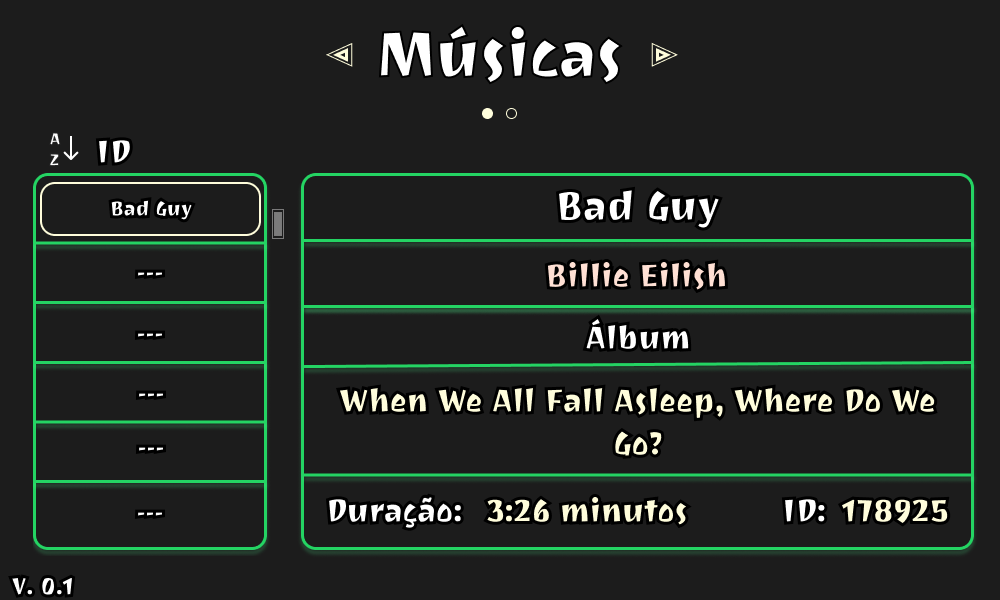 Músicas
A
Z
ID
Bad Guy
---
---
---
---
---
Bad Guy
Billie Eilish
Álbum
When We All Fall Asleep, Where Do We
Go?
Duração: 3:26 minutos ID: 178925
V. 0.1